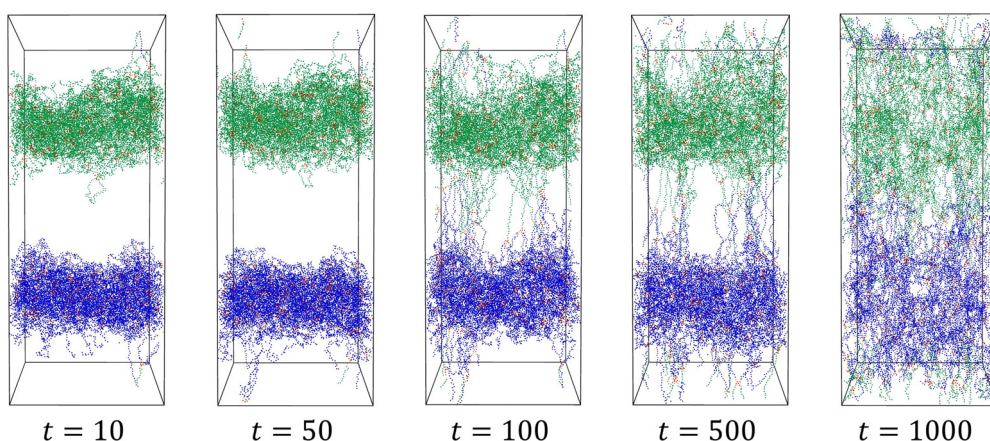 t = 10 t = 50 t = 100 t = 500 t = 1000